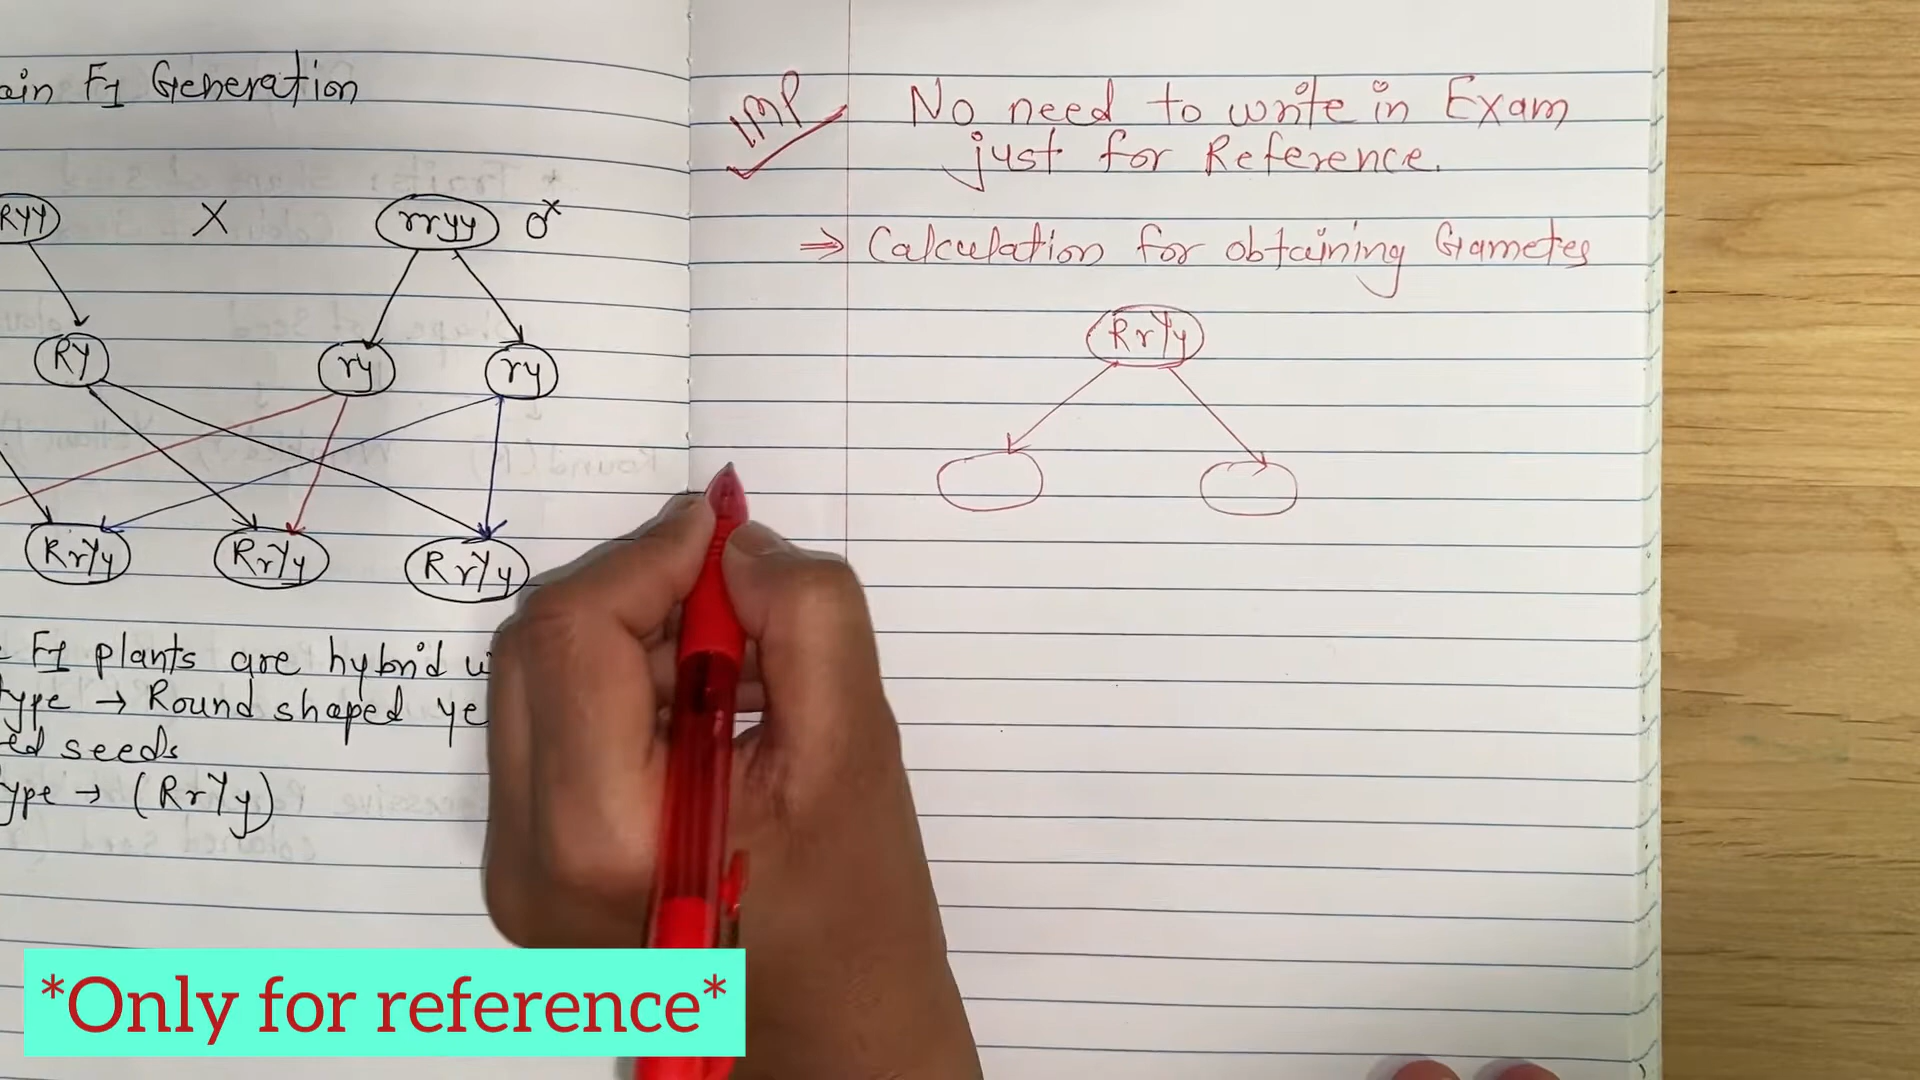 ain F1 Generation
RYY X rryy ♂
RY ry ry
RrYy RrYy RrYy
F1 plants are hybrid
type → Round shaped ye
ed seeds
ype → (RrYy)
IMP
No need to write in Exam
just for Reference.
⇒ Calculation for obtaining Gametes
RrYy
*Only for reference*